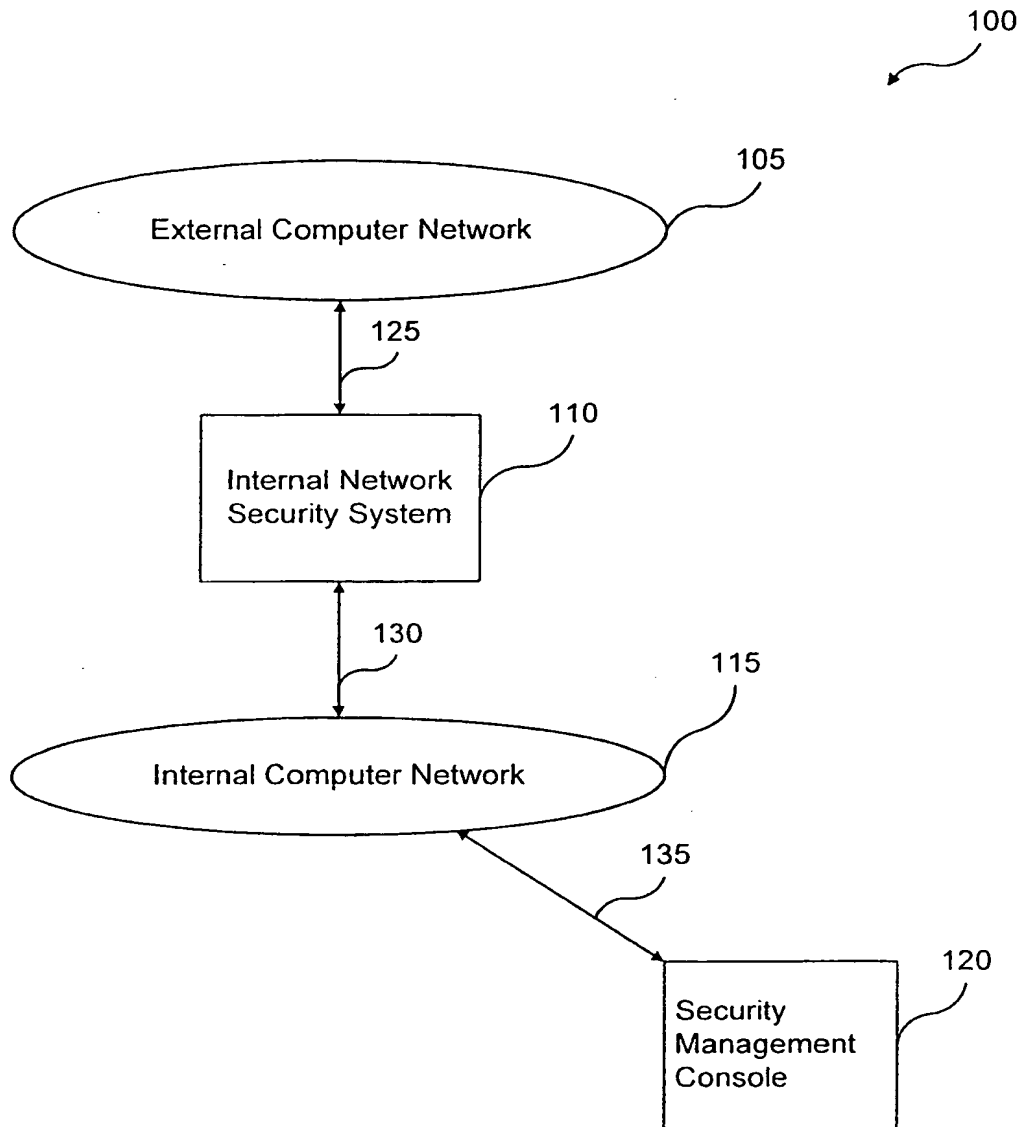 100
105
External Computer Network
125
110
Internal Network
Security System
130
115
Internal Computer Network
135
120
Security
Management
Console